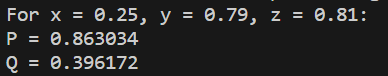 For x = 0.25, y = 0.79, z = 0.81:
P = 0.863034
Q = 0.396172